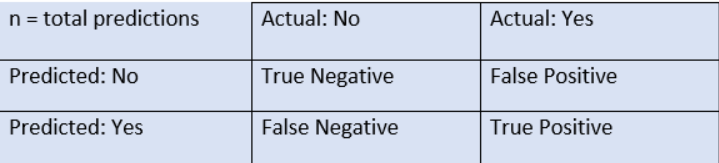 n = total predictions Actual: No Actual: Yes
Predicted: No True Negative False Positive
Predicted: Yes False Negative True Positive